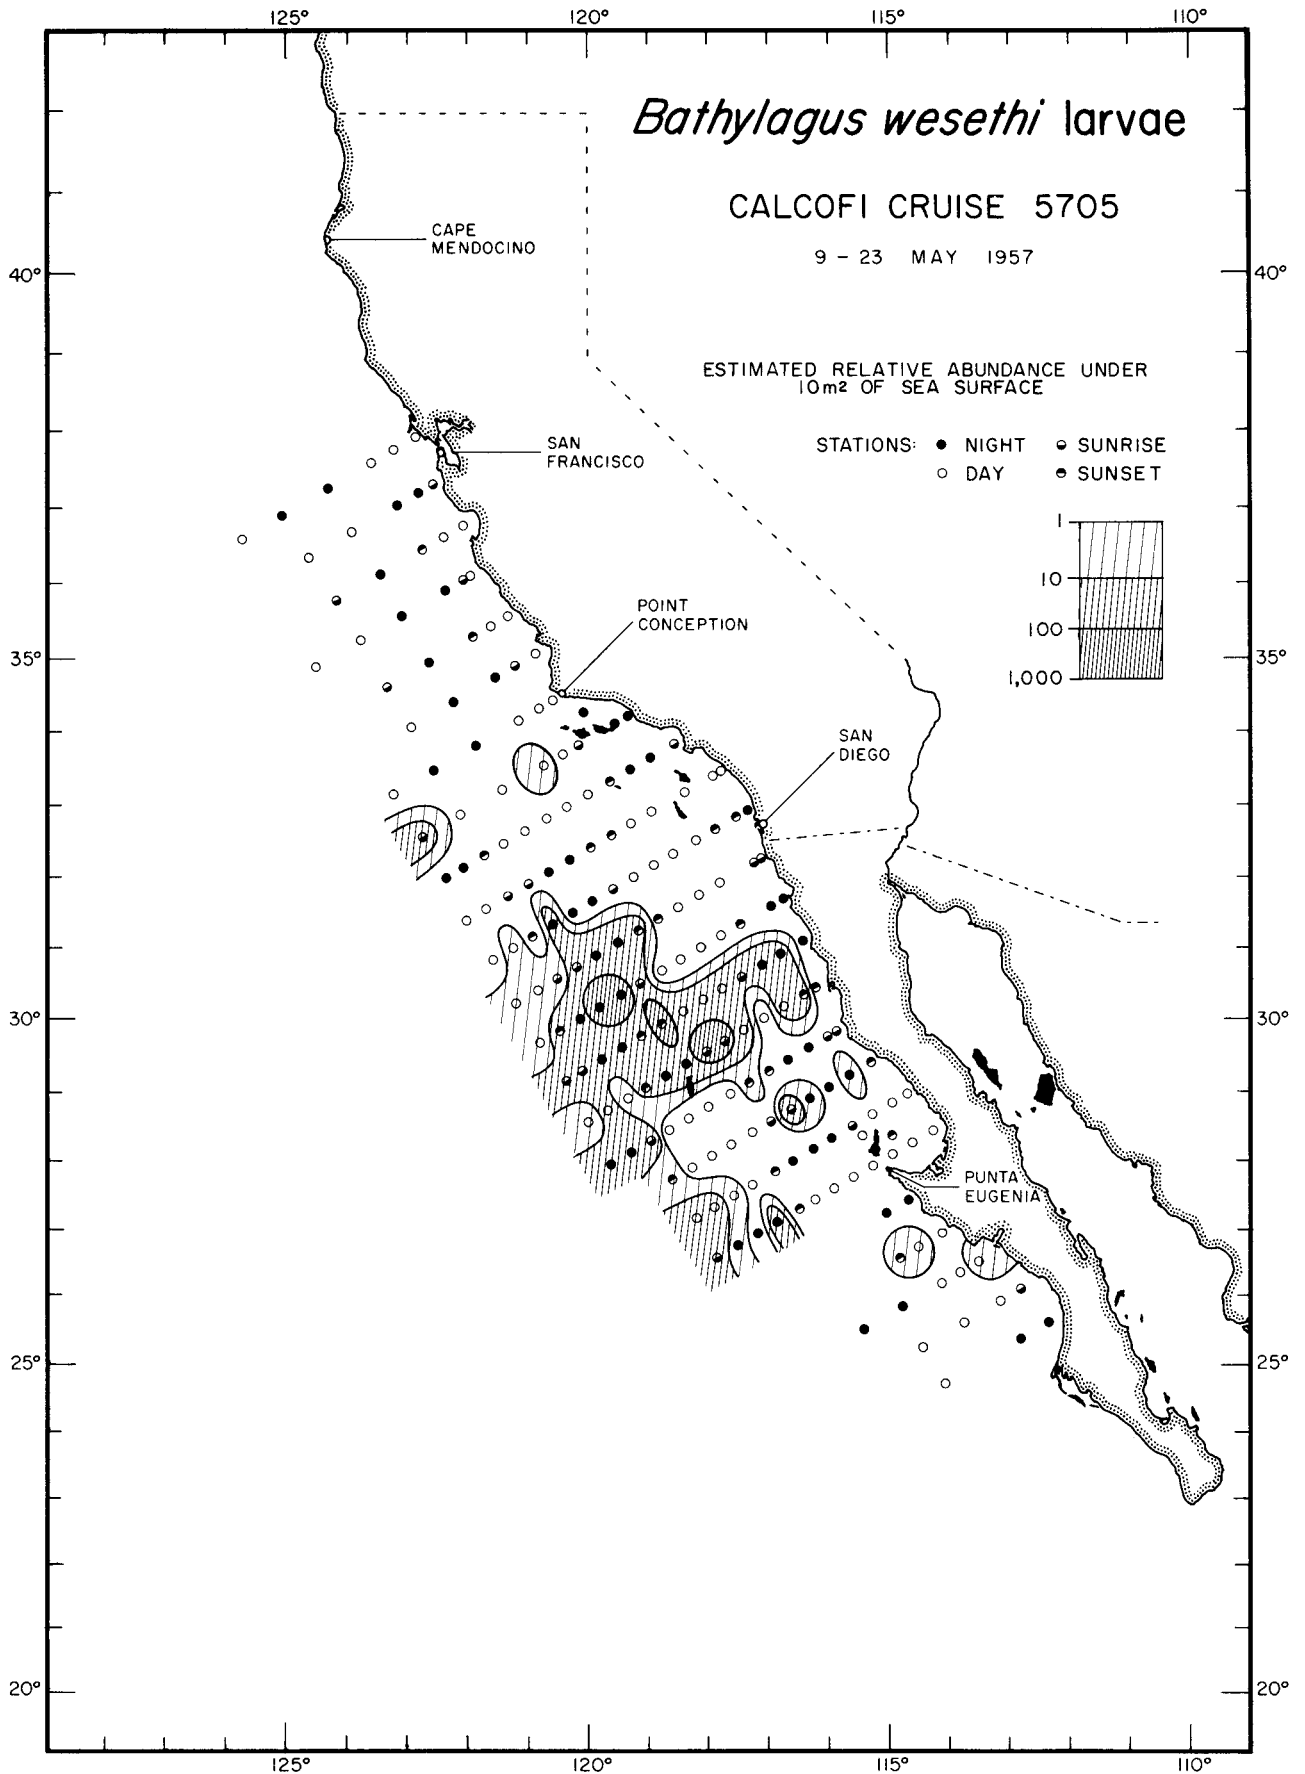 125° 120° 115° 110°
Bathylagus wesethi larvae
CALCOFI CRUISE 5705
9 – 23 MAY 1957
CAPE
MENDOCINO
40° 40°
ESTIMATED RELATIVE ABUNDANCE UNDER
10m² OF SEA SURFACE
STATIONS: ● NIGHT ◒ SUNRISE
○ DAY ◓ SUNSET
SAN
FRANCISCO
1
10
100
1,000
POINT
CONCEPTION
35° 35°
SAN
DIEGO
30° 30°
PUNTA
EUGENIA
25° 25°
20° 20°
125° 120° 115° 110°